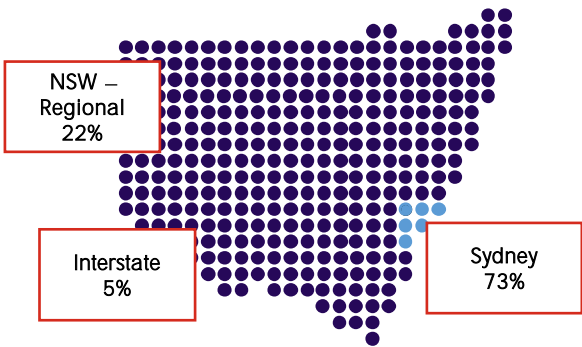 NSW –
Regional
22%
Interstate
5%
Sydney
73%